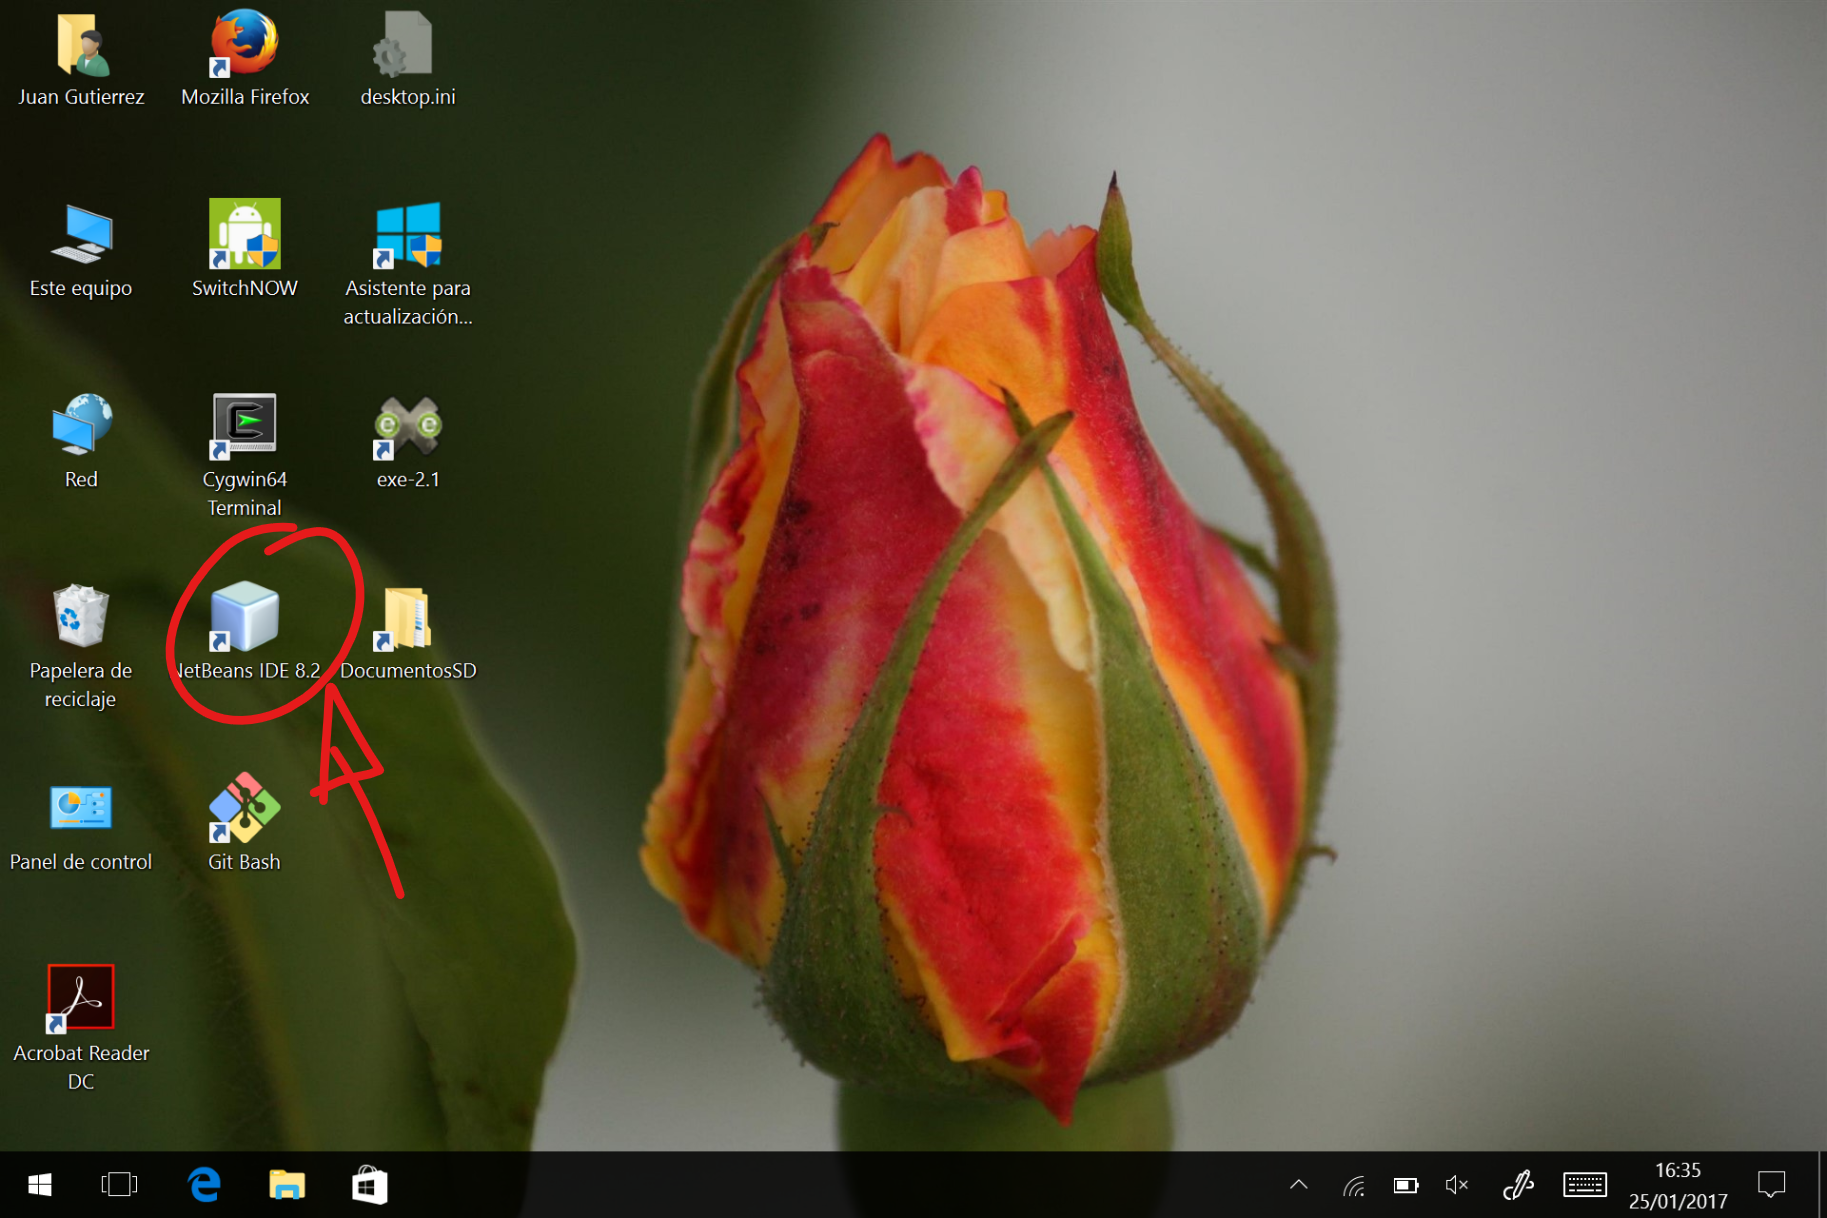 Juan Gutierrez
Mozilla Firefox
desktop.ini
Este equipo
SwitchNOW
Asistente para
actualización...
Red
Cygwin64
Terminal
exe-2.1
Papelera de
reciclaje
NetBeans IDE 8.2
DocumentosSD
Panel de control
Git Bash
Acrobat Reader
DC
16:35
25/01/2017